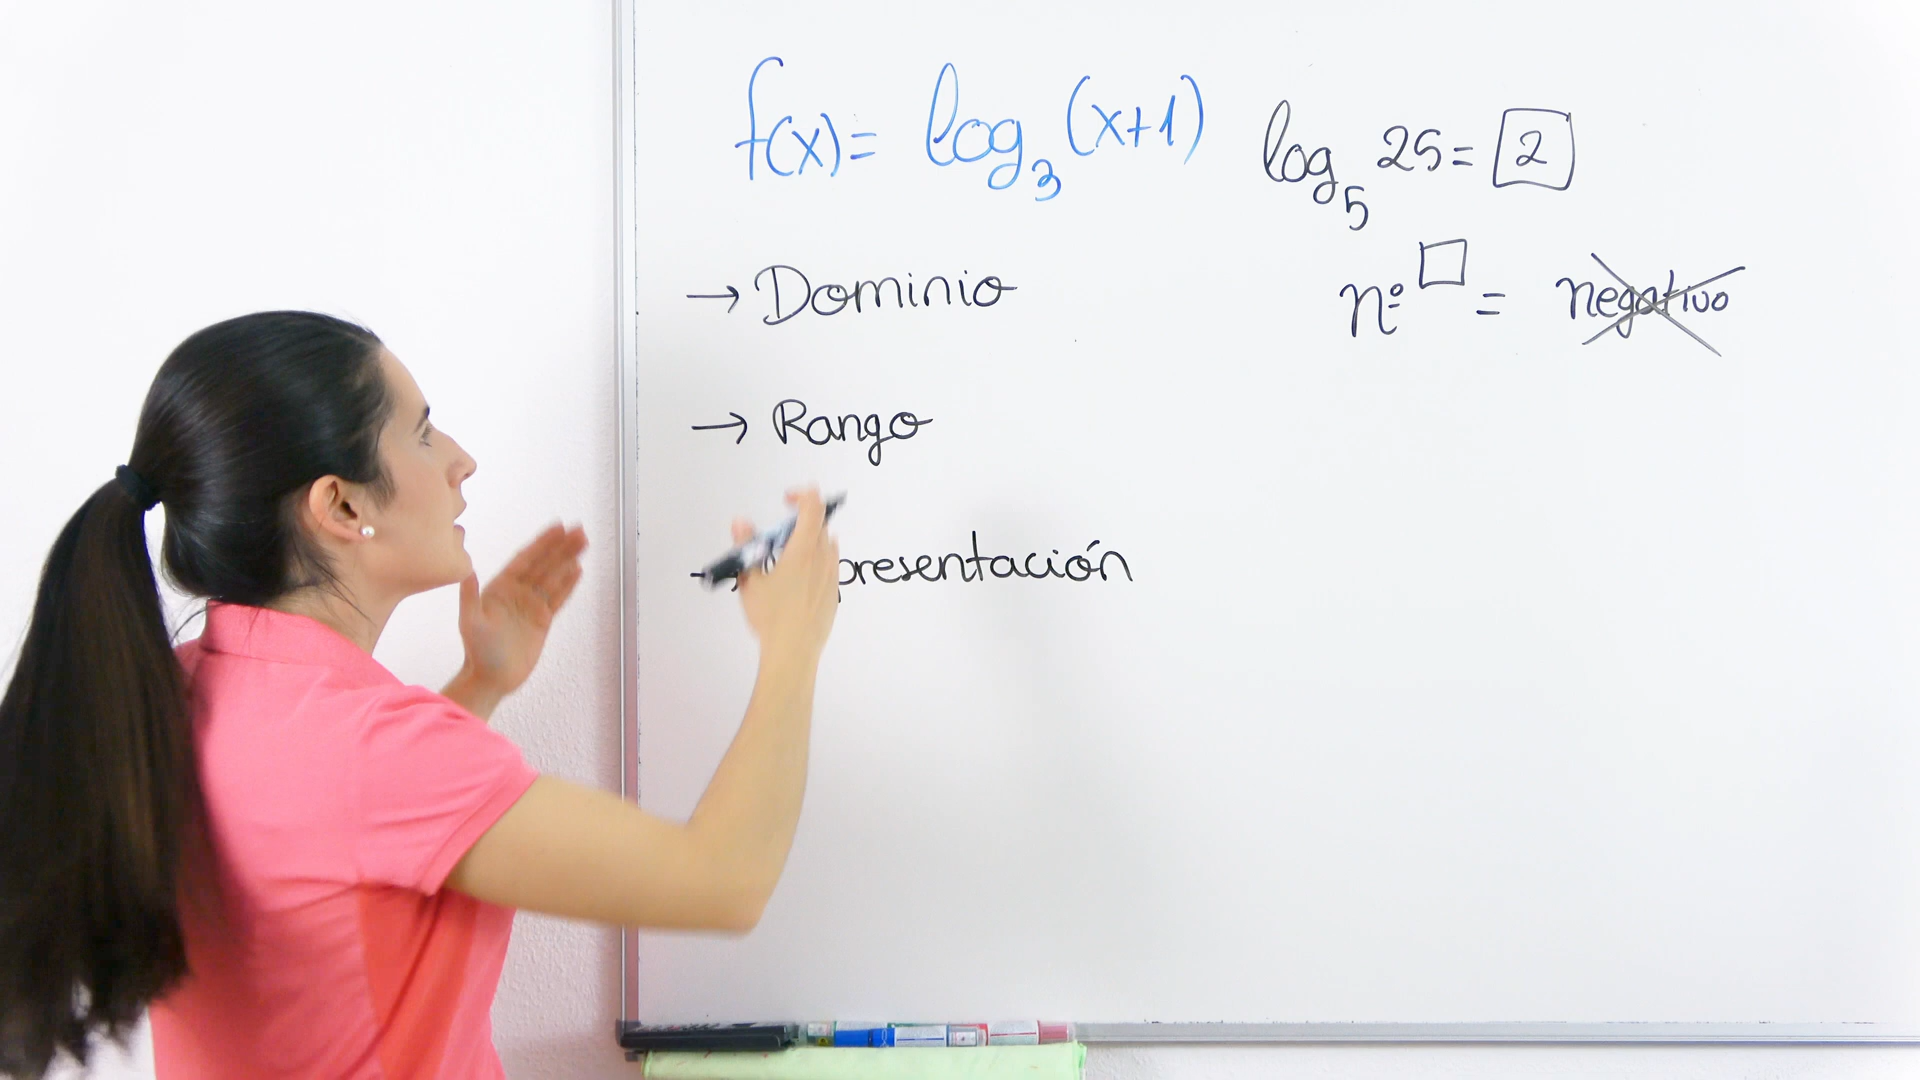 f(x) = log₃(x+1)
log₅ 25 = 2
→ Dominio
nº^□ = negativo
→ Rango
presentación